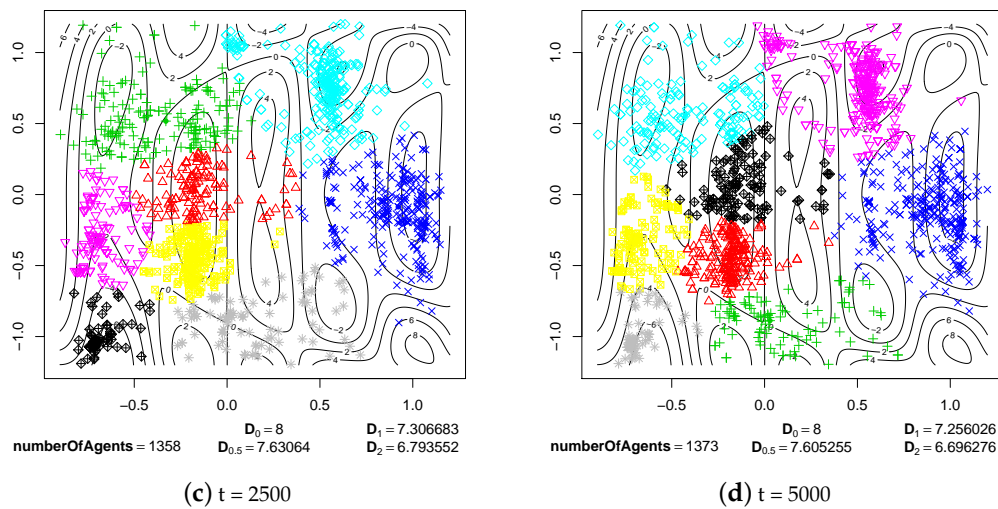 1.0
0.5
0.0
−0.5
−1.0
−0.5 0.0 0.5 1.0
D0 = 8 D1 = 7.306683
numberOfAgents = 1358 D0.5 = 7.63064 D2 = 6.793552
(c) t = 2500
1.0
0.5
0.0
−0.5
−1.0
−0.5 0.0 0.5 1.0
D0 = 8 D1 = 7.256026
numberOfAgents = 1373 D0.5 = 7.605255 D2 = 6.696276
(d) t = 5000